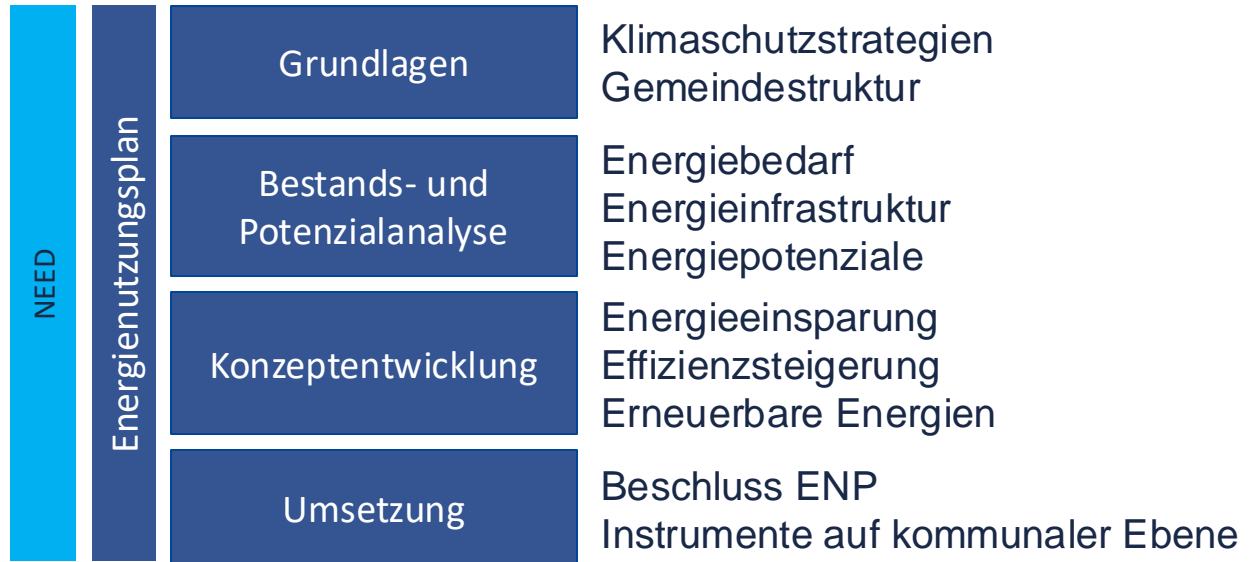 NEED
Energienutzungsplan
Grundlagen
Klimaschutzstrategien
Gemeindestruktur
Bestands- und
Potenzialanalyse
Energiebedarf
Energieinfrastruktur
Energiepotenziale
Konzeptentwicklung
Energieeinsparung
Effizienzsteigerung
Erneuerbare Energien
Umsetzung
Beschluss ENP
Instrumente auf kommunaler Ebene